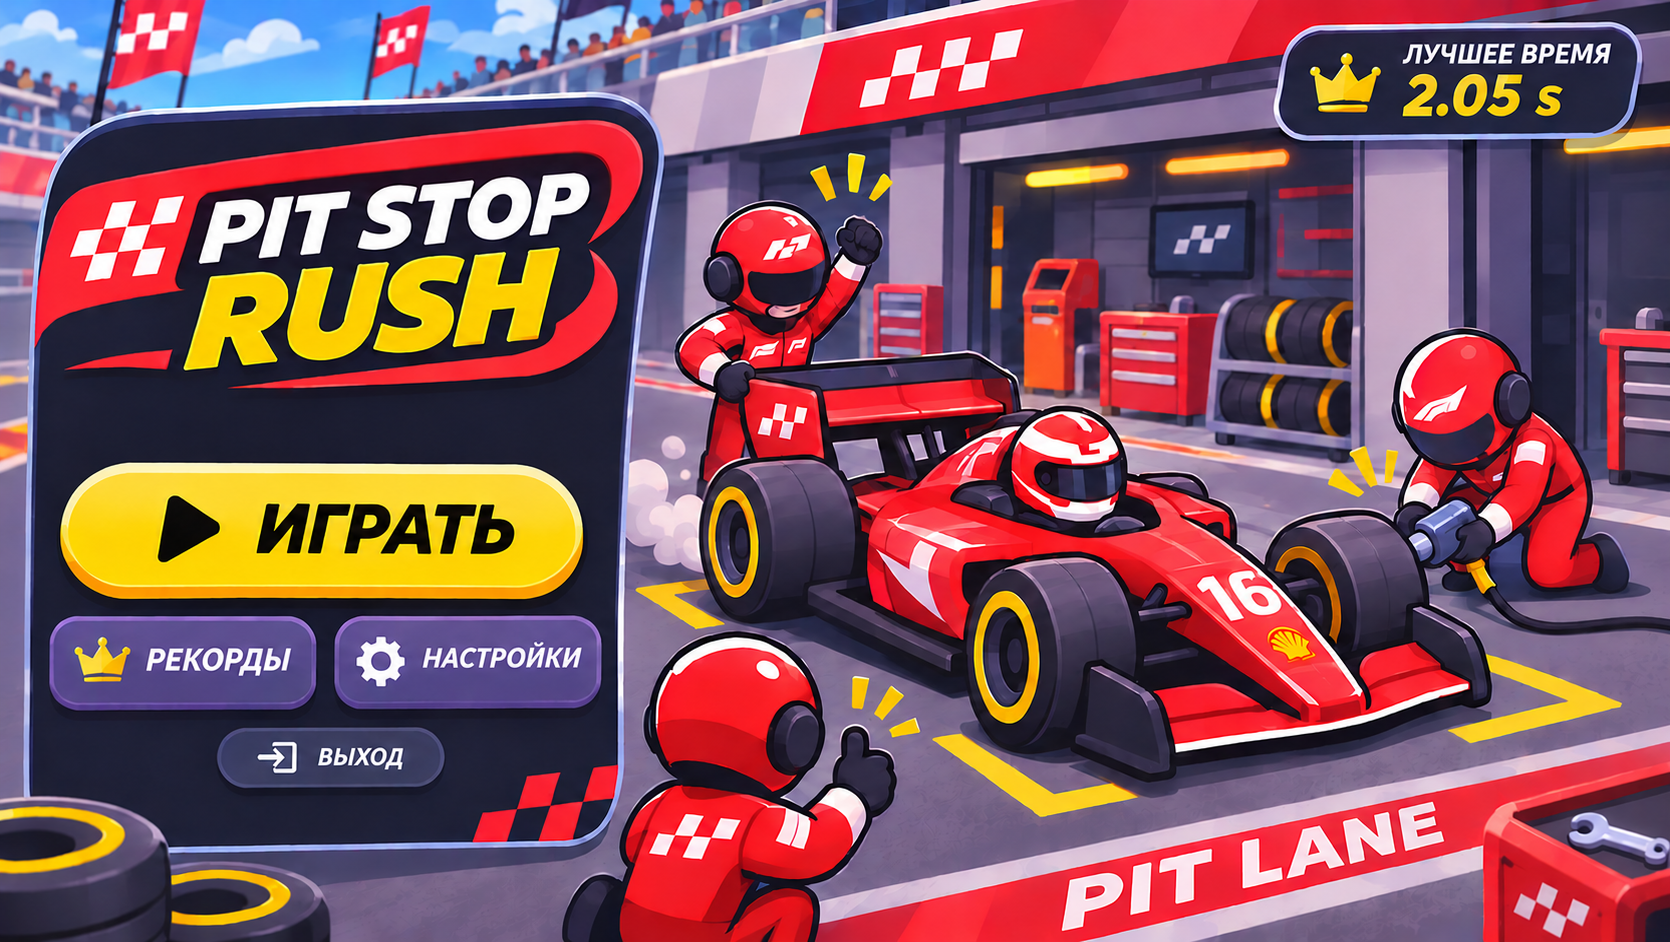 PIT STOP
RUSH
ИГРАТЬ
РЕКОРДЫ
НАСТРОЙКИ
ВЫХОД
ЛУЧШЕЕ ВРЕМЯ
2.05 s
16
PIT LANE